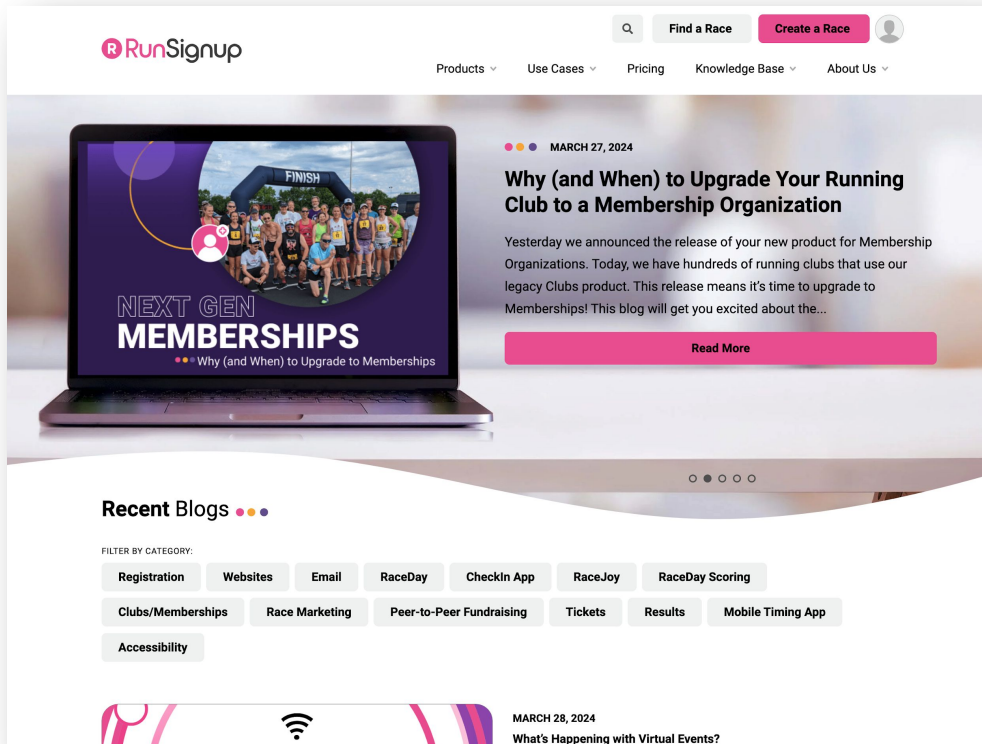 RunSignup
Find a Race
Create a Race
Products
Use Cases
Pricing
Knowledge Base
About Us
FINISH
NEXT GEN
MEMBERSHIPS
Why (and When) to Upgrade to Memberships
MARCH 27, 2024
Why (and When) to Upgrade Your Running
Club to a Membership Organization
Yesterday we announced the release of your new product for Membership
Organizations. Today, we have hundreds of running clubs that use our
legacy Clubs product. This release means it's time to upgrade to
Memberships! This blog will get you excited about the...
Read More
Recent Blogs
FILTER BY CATEGORY:
Registration
Websites
Email
RaceDay
CheckIn App
RaceJoy
RaceDay Scoring
Clubs/Memberships
Race Marketing
Peer-to-Peer Fundraising
Tickets
Results
Mobile Timing App
Accessibility
MARCH 28, 2024
What's Happening with Virtual Events?